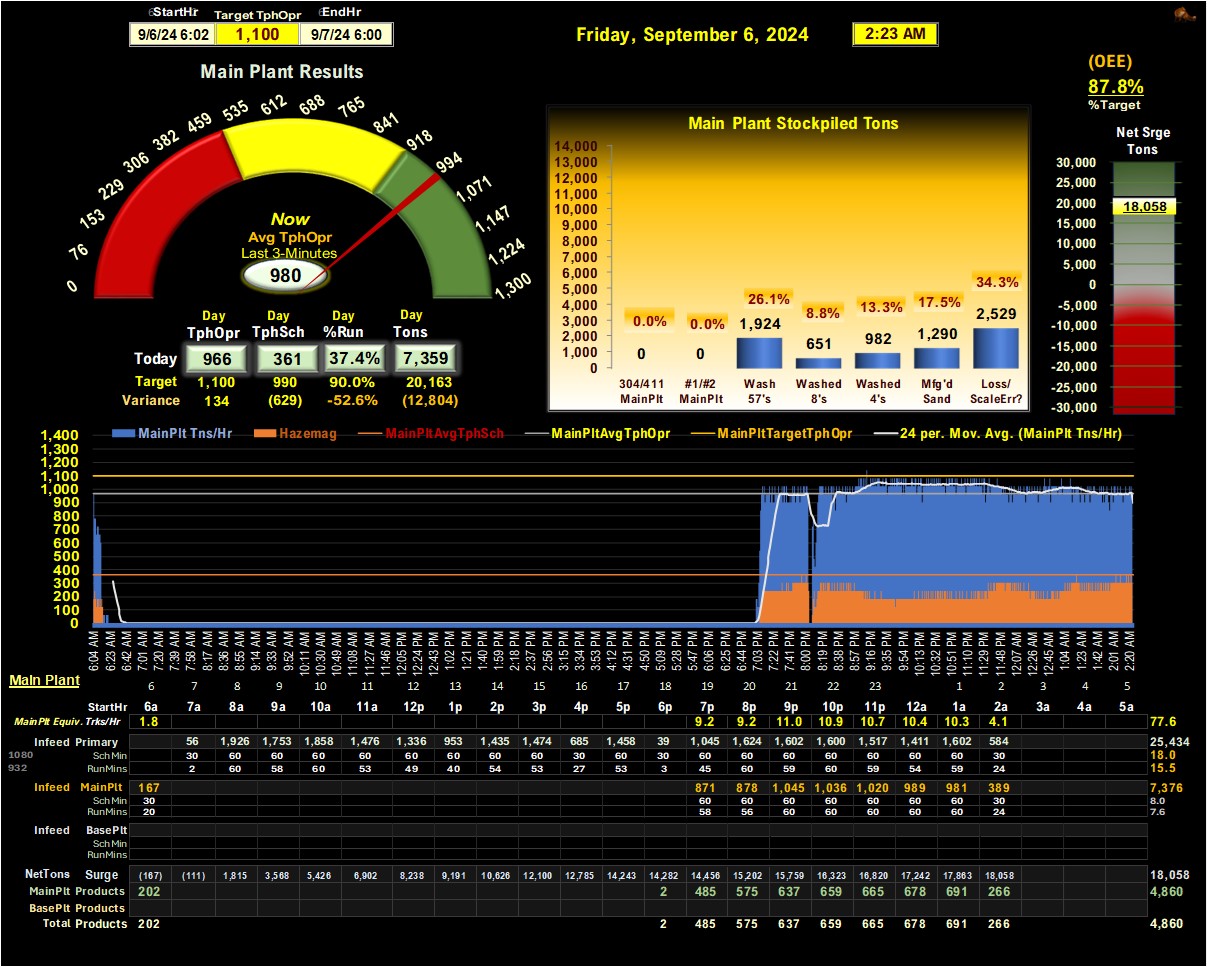 StartHr Target TphOpr EndHr
9/6/24 6:02 1,100 9/7/24 6:00
Friday, September 6, 2024 2:23 AM
(OEE)
87.8%
%Target
Main Plant Results
0 76 153 229 306 382 459 535 612 688 765 841 918 994 1,071 1,147 1,224 1,300
Now
Avg TphOpr
Last 3-Minutes
980
Day Day Day Day
TphOpr TphSch %Run Tons
Today 966 361 37.4% 7,359
Target 1,100 990 90.0% 20,163
Variance 134 (629) -52.6% (12,804)
Main Plant Stockpiled Tons
14,000
13,000
12,000
11,000
10,000
9,000
8,000
7,000
6,000
5,000
4,000
3,000
2,000
1,000
0
0.0% 0.0% 26.1% 8.8% 13.3% 17.5% 34.3%
0 0 1,924 651 982 1,290 2,529
304/411 #1/#2 Wash Washed Washed Mfg'd Loss/
MainPlt MainPlt 57's 8's 4's Sand ScaleErr?
Net Srge
Tons
30,000
25,000
20,000
18,058
15,000
10,000
5,000
0
-5,000
-10,000
-15,000
-20,000
-25,000
-30,000
MainPlt Tns/Hr Hazemag MainPltAvgTphSch MainPltAvgTphOpr MainPltTargetTphOpr 24 per. Mov. Avg. (MainPlt Tns/Hr)
1,400
1,300
1,200
1,100
1,000
900
800
700
600
500
400
300
200
100
0
6:04 AM 6:23 AM 6:42 AM 7:01 AM 7:20 AM 7:39 AM 7:58 AM 8:17 AM 8:36 AM 8:55 AM 9:14 AM 9:33 AM 9:52 AM 10:11 AM 10:30 AM 10:49 AM 11:08 AM 11:27 AM 11:46 AM 12:05 PM 12:24 PM 12:43 PM 1:02 PM 1:21 PM 1:40 PM 1:59 PM 2:18 PM 2:37 PM 2:56 PM 3:15 PM 3:34 PM 3:53 PM 4:12 PM 4:31 PM 4:50 PM 5:09 PM 5:28 PM 5:47 PM 6:06 PM 6:25 PM 6:44 PM 7:03 PM 7:22 PM 7:41 PM 8:00 PM 8:19 PM 8:38 PM 8:57 PM 9:16 PM 9:35 PM 9:54 PM 10:13 PM 10:32 PM 10:51 PM 11:10 PM 11:29 PM 11:48 PM 12:07 AM 12:26 AM 12:45 AM 1:04 AM 1:23 AM 1:42 AM 2:01 AM 2:20 AM
Main Plant
6 7 8 9 10 11 12 13 14 15 16 17 18 19 20 21 22 23 1 2 3 4 5
StartHr 6a 7a 8a 9a 10a 11a 12p 1p 2p 3p 4p 5p 6p 7p 8p 9p 10p 11p 12a 1a 2a 3a 4a 5a
MainPlt Equiv. Trks/Hr 1.8 9.2 9.2 11.0 10.9 10.7 10.4 10.3 4.1 77.6
Infeed Primary 56 1,926 1,753 1,858 1,476 1,336 953 1,435 1,474 685 1,458 39 1,045 1,624 1,602 1,600 1,517 1,411 1,602 584 25,434
1080 SchMin 30 60 60 60 60 60 60 60 60 30 60 30 60 60 60 60 60 60 60 30 18.0
932 RunMins 2 60 58 60 53 49 40 54 53 27 53 3 45 60 59 60 59 54 59 24 15.5
Infeed MainPlt 167 871 878 1,045 1,036 1,020 989 981 389 7,376
SchMin 30 60 60 60 60 60 60 60 30 8.0
RunMins 20 58 56 60 60 60 60 60 24 7.6
Infeed BasePlt
SchMin
RunMins
NetTons Surge (167) (111) 1,815 3,568 5,426 6,902 8,238 9,191 10,626 12,100 12,785 14,243 14,282 14,456 15,202 15,759 16,323 16,820 17,242 17,863 18,058 18,058
MainPlt Products 202 2 485 575 637 659 665 678 691 266 4,860
BasePlt Products
Total Products 202 2 485 575 637 659 665 678 691 266 4,860